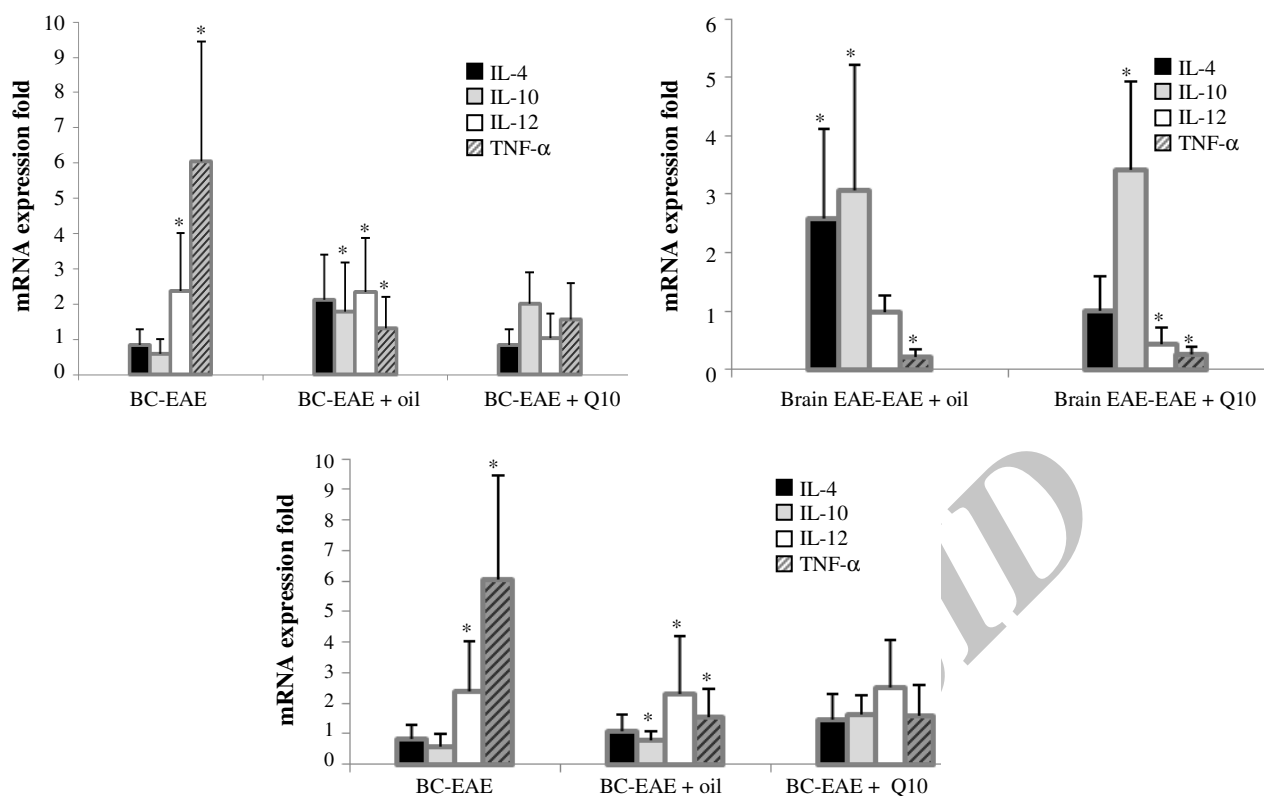 mRNA expression fold
10
9
8
7
6
5
4
3
2
1
0
* * * * * *
IL-4
IL-10
IL-12
TNF-α
BC-EAE BC-EAE + oil BC-EAE + Q10
mRNA expression fold
6
5
4
3
2
1
0
* * * * * *
IL-4
IL-10
IL-12
TNF-α
Brain EAE-EAE + oil Brain EAE-EAE + Q10
mRNA expression fold
10
9
8
7
6
5
4
3
2
1
0
* * * * *
IL-4
IL-10
IL-12
TNF-α
BC-EAE BC-EAE + oil BC-EAE + Q10